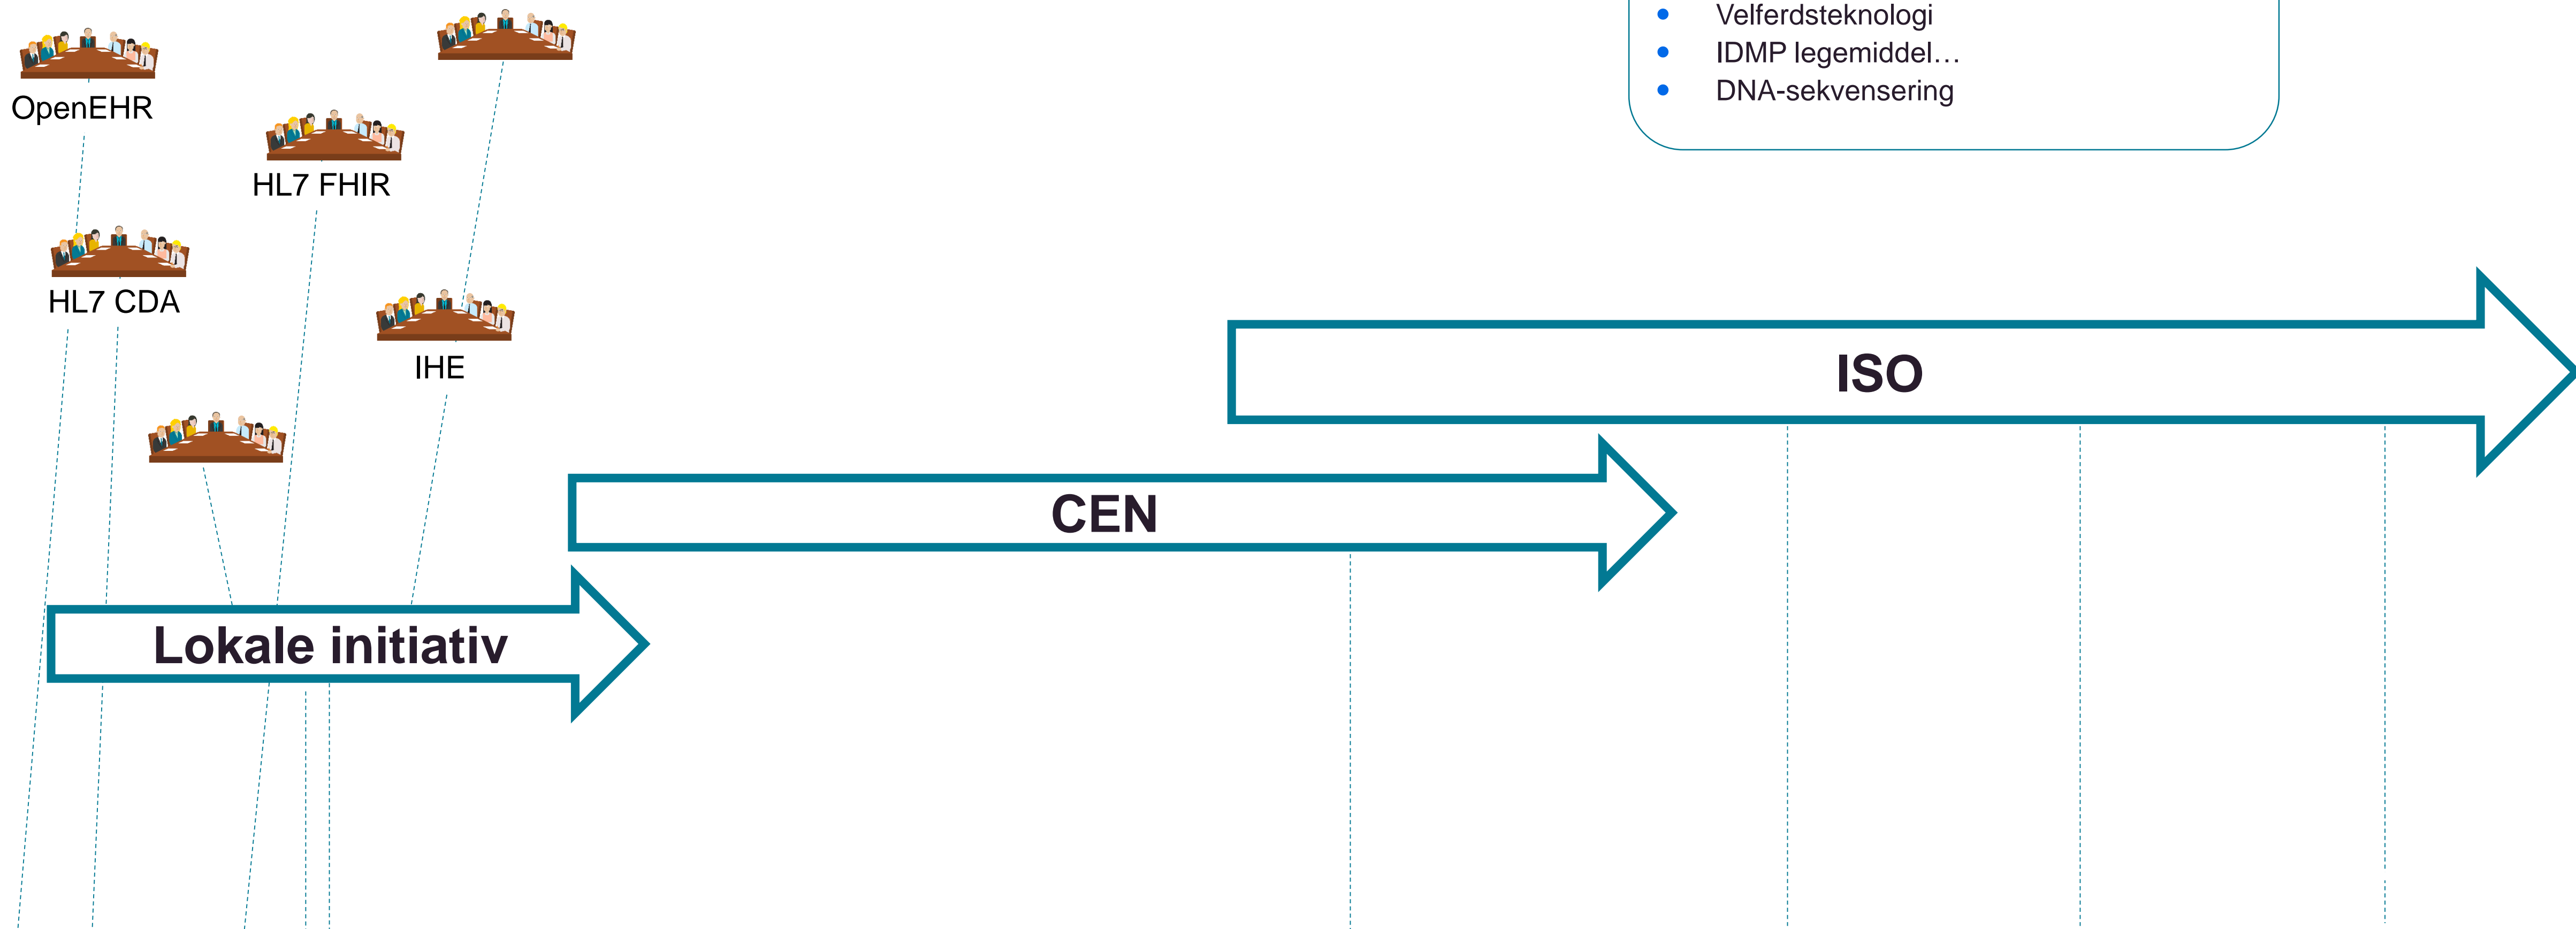 Velferdsteknologi
IDMP legemiddel…
DNA-sekvensering
OpenEHR
HL7 FHIR
HL7 CDA
IHE
ISO
CEN
Lokale initiativ